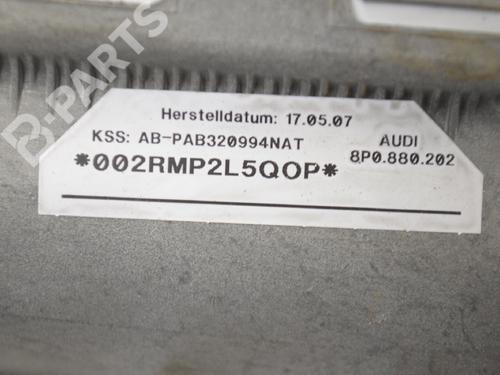 B-PARTS
Herstelldatum: 17.05.07
KSS: AB-PAB320994NAT AUDI
*002RMP2L5QOP* 8P0.880.202